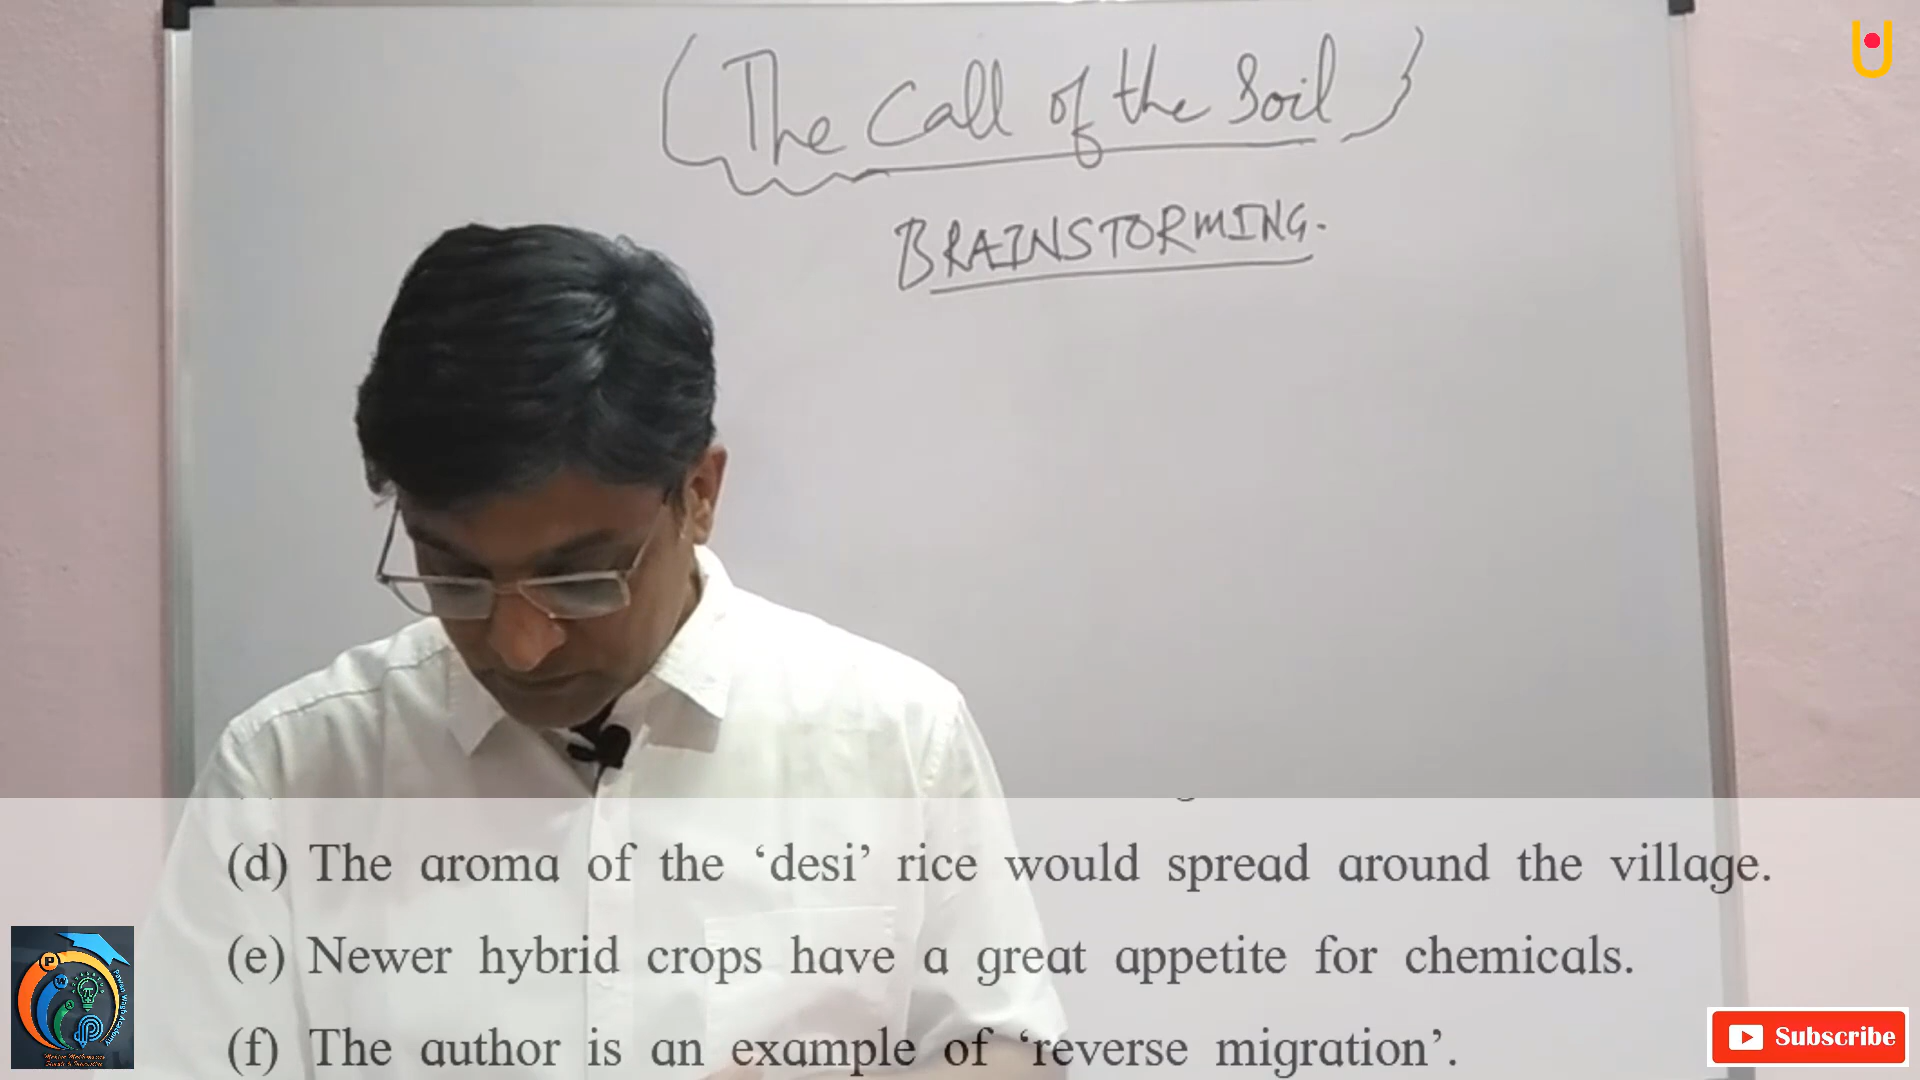 The Call of the Soil
BRAINSTORMING.
(d) The aroma of the ‘desi’ rice would spread around the village.
(e) Newer hybrid crops have a great appetite for chemicals.
(f) The author is an example of ‘reverse migration’.
Subscribe